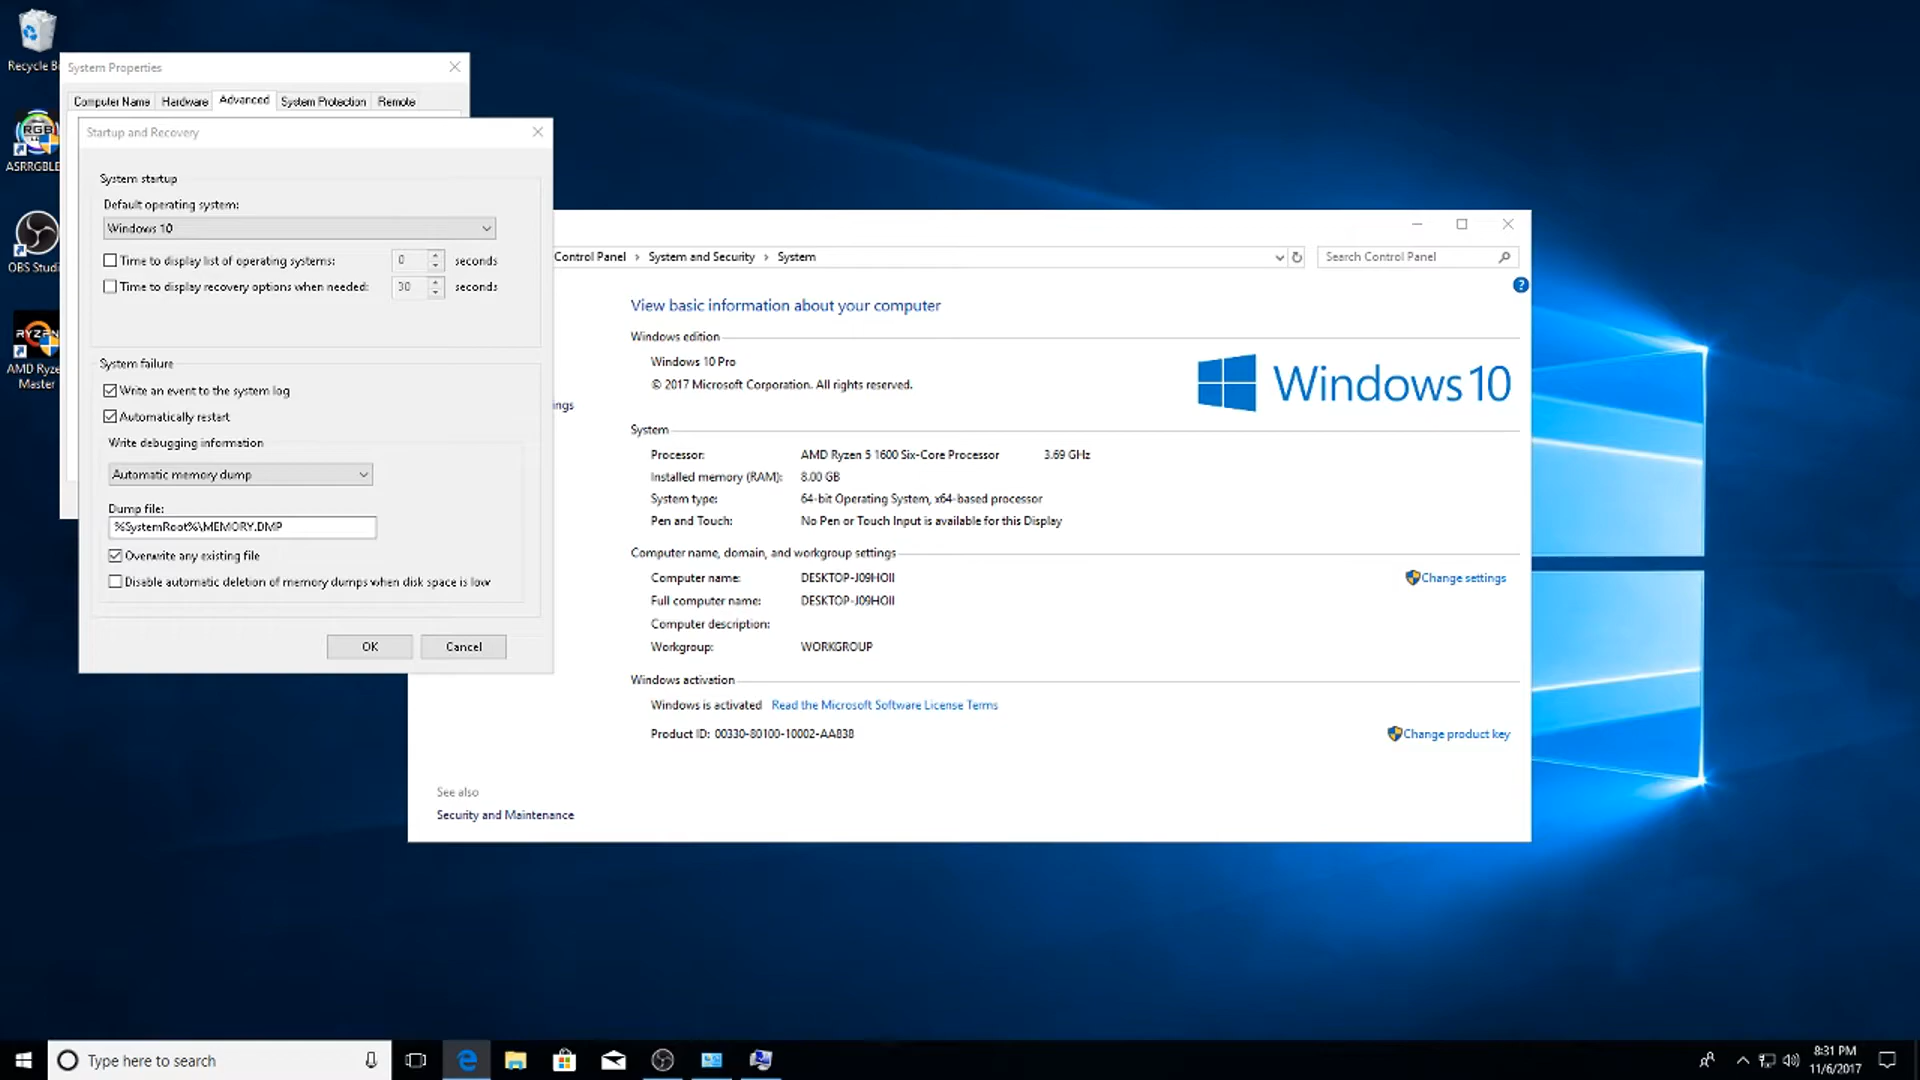 Recycle B
ASRRGBLE
OBS Studi
RYZEN
AMD Ryze
Master
System Properties
Computer Name
Hardware
Advanced
System Protection
Remote
Startup and Recovery
System startup
Default operating system:
Windows 10
Time to display list of operating systems:
0
seconds
Time to display recovery options when needed:
30
seconds
System failure
Write an event to the system log
Automatically restart
Write debugging information
Automatic memory dump
Dump file:
%SystemRoot%\MEMORY.DMP
Overwrite any existing file
Disable automatic deletion of memory dumps when disk space is low
OK
Cancel
Control Panel > System and Security > System
Search Control Panel
?
ngs
View basic information about your computer
Windows edition
Windows 10 Pro
© 2017 Microsoft Corporation. All rights reserved.
Windows 10
System
Processor: AMD Ryzen 5 1600 Six-Core Processor 3.69 GHz
Installed memory (RAM): 8.00 GB
System type: 64-bit Operating System, x64-based processor
Pen and Touch: No Pen or Touch Input is available for this Display
Computer name, domain, and workgroup settings
Computer name: DESKTOP-J09HOII
Change settings
Full computer name: DESKTOP-J09HOII
Computer description:
Workgroup: WORKGROUP
Windows activation
Windows is activated Read the Microsoft Software License Terms
Product ID: 00330-80100-10002-AA838
Change product key
See also
Security and Maintenance
Type here to search
8:31 PM
11/6/2017